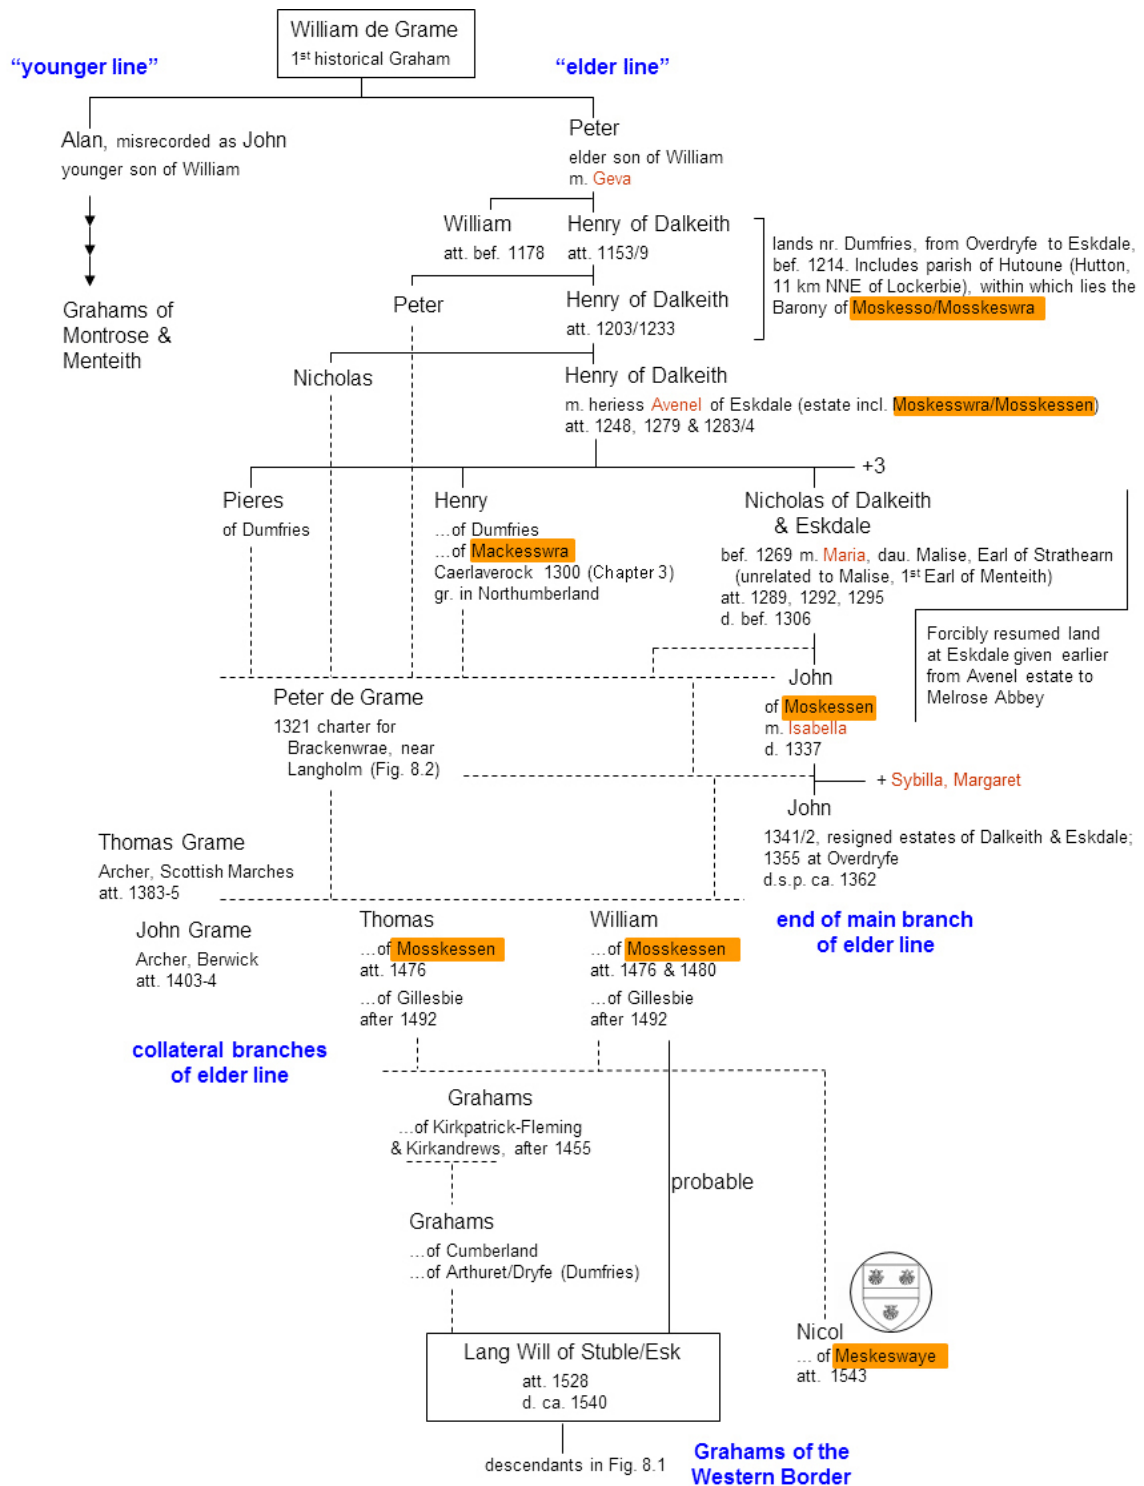 William de Grame
1st historical Graham
“younger line”
“elder line”
Alan, misrecorded as John
younger son of William
Peter
elder son of William
m. Geva
William
att. bef. 1178
Henry of Dalkeith
att. 1153/9
lands nr. Dumfries, from Overdryfe to Eskdale,
bef. 1214. Includes parish of Hutoune (Hutton,
11 km NNE of Lockerbie), within which lies the
Barony of Moskesso/Mosskeswra
Grahams of
Montrose &
Menteith
Peter
Henry of Dalkeith
att. 1203/1233
Nicholas
Henry of Dalkeith
m. heriess Avenel of Eskdale (estate incl. Moskesswra/Mosskessen)
att. 1248, 1279 & 1283/4
+3
Pieres
of Dumfries
Henry
…of Dumfries
…of Mackesswra
Caerlaverock 1300 (Chapter 3)
gr. in Northumberland
Nicholas of Dalkeith
& Eskdale
bef. 1269 m. Maria, dau. Malise, Earl of Strathearn
(unrelated to Malise, 1st Earl of Menteith)
att. 1289, 1292, 1295
d. bef. 1306
Forcibly resumed land
at Eskdale given earlier
from Avenel estate to
Melrose Abbey
Peter de Grame
1321 charter for
Brackenwrae, near
Langholm (Fig. 8.2)
John
of Moskessen
m. Isabella
d. 1337
+ Sybilla, Margaret
John
1341/2, resigned estates of Dalkeith & Eskdale;
1355 at Overdryfe
d.s.p. ca. 1362
Thomas Grame
Archer, Scottish Marches
att. 1383-5
John Grame
Archer, Berwick
att. 1403-4
Thomas
…of Mosskessen
att. 1476
…of Gillesbie
after 1492
William
…of Mosskessen
att. 1476 & 1480
…of Gillesbie
after 1492
end of main branch
of elder line
collateral branches
of elder line
Grahams
…of Kirkpatrick-Fleming
& Kirkandrews, after 1455
probable
Grahams
…of Cumberland
…of Arthuret/Dryfe (Dumfries)
Nicol
… of Meskeswaye
att. 1543
Lang Will of Stuble/Esk
att. 1528
d. ca. 1540
descendants in Fig. 8.1
Grahams of the
Western Border